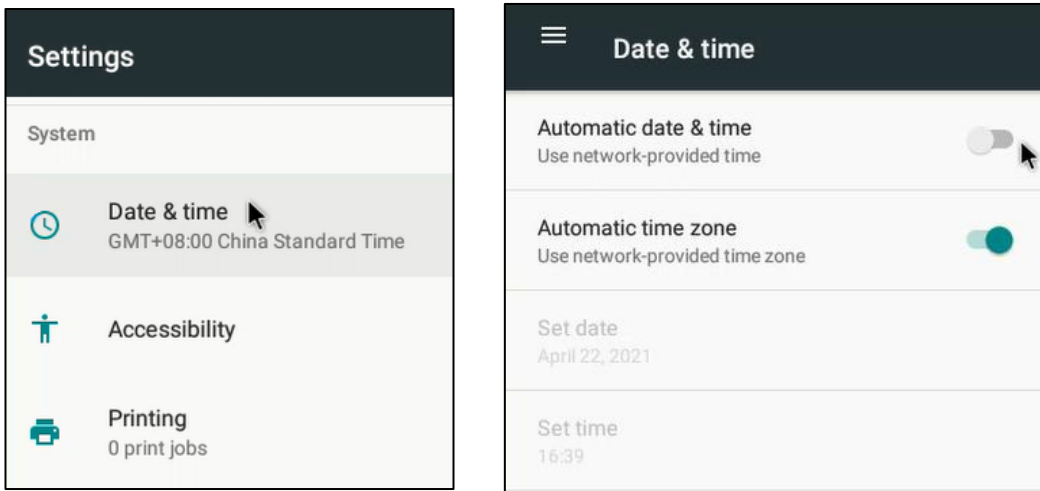 Settings
System
Date & time
GMT+08:00 China Standard Time
Accessibility
Printing
0 print jobs
Date & time
Automatic date & time
Use network-provided time
Automatic time zone
Use network-provided time zone
Set date
April 22, 2021
Set time
16:39